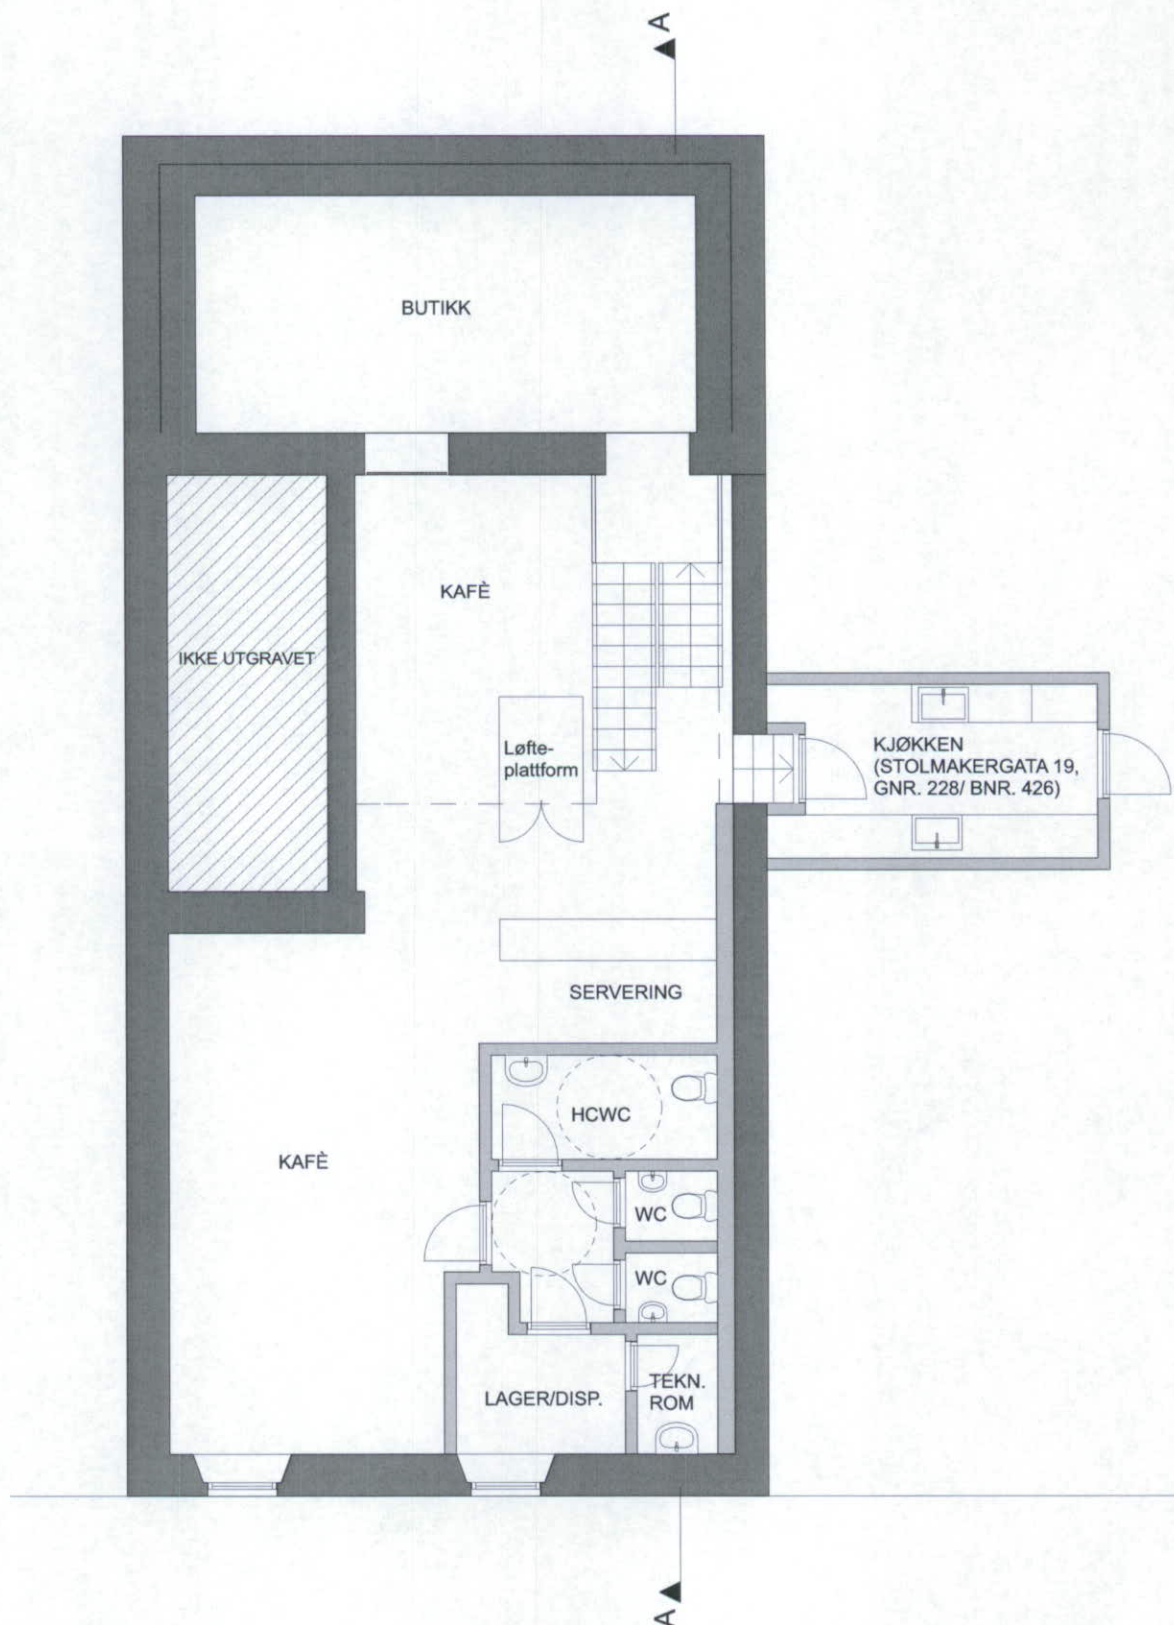 A
BUTIKK
KAFÈ
IKKE UTGRAVET
Løfte-
plattform
KJØKKEN
(STOLMAKERGATA 19,
GNR. 228/ BNR. 426)
SERVERING
HCWC
KAFÈ
WC
WC
LAGER/DISP.
TEKN.
ROM
A